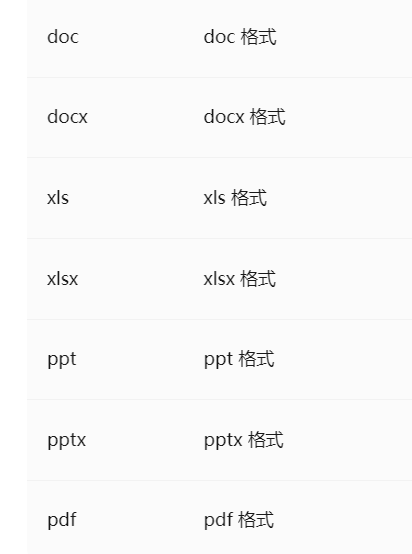 doc doc 格式
docx docx 格式
xls xls 格式
xlsx xlsx 格式
ppt ppt 格式
pptx pptx 格式
pdf pdf 格式